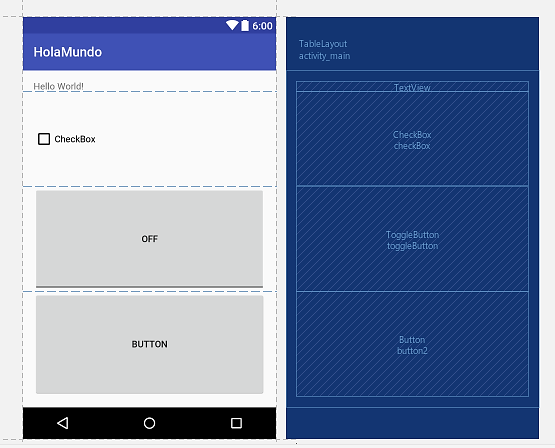 6:00
HolaMundo
Hello World!
CheckBox
OFF
BUTTON
TableLayout
activity_main
TextView
CheckBox
checkBox
ToggleButton
toggleButton
Button
button2